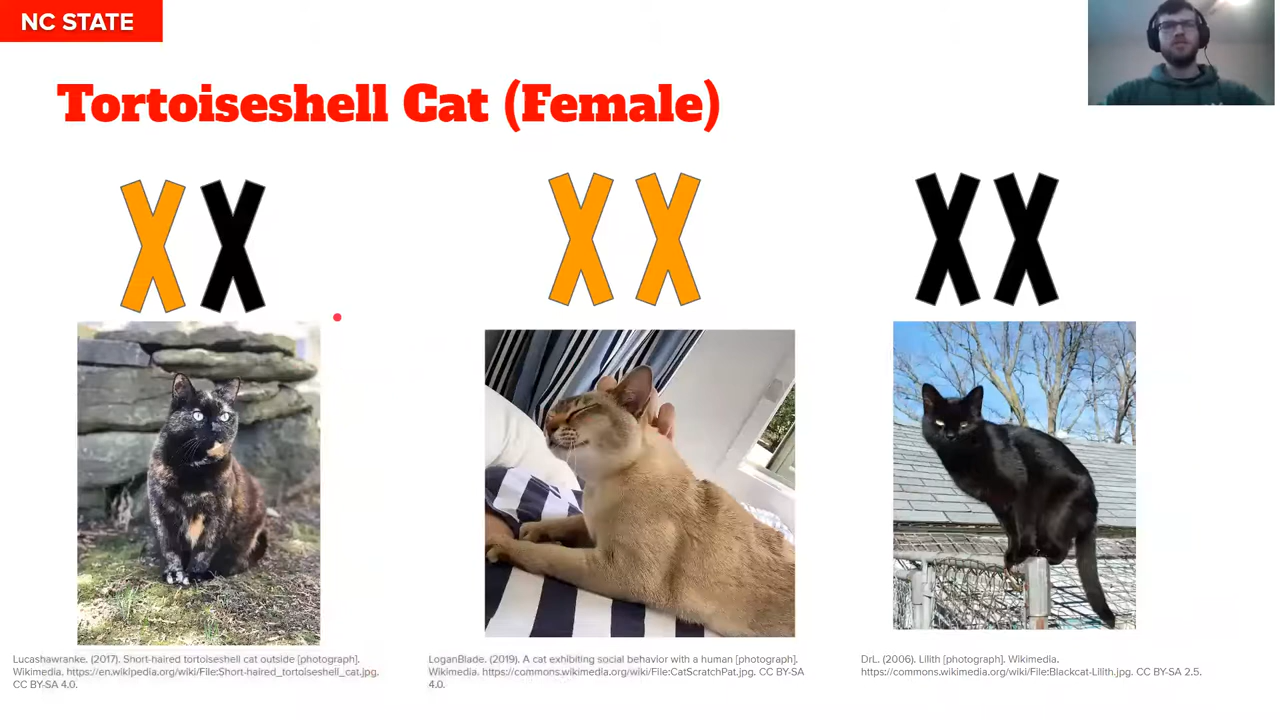 NC STATE
Tortoiseshell Cat (Female)
X X
X X
X X
Lucashawranke. (2017). Short-haired tortoiseshell cat outside [photograph].
Wikimedia. https://en.wikipedia.org/wiki/File:Short-haired_tortoiseshell_cat.jpg.
CC BY-SA 4.0.
LoganBlade. (2019). A cat exhibiting social behavior with a human [photograph].
Wikimedia. https://commons.wikimedia.org/wiki/File:CatScratchPat.jpg. CC BY-SA
4.0.
DrL. (2006). Lilith [photograph]. Wikimedia.
https://commons.wikimedia.org/wiki/File:Blackcat-Lilith.jpg. CC BY-SA 2.5.